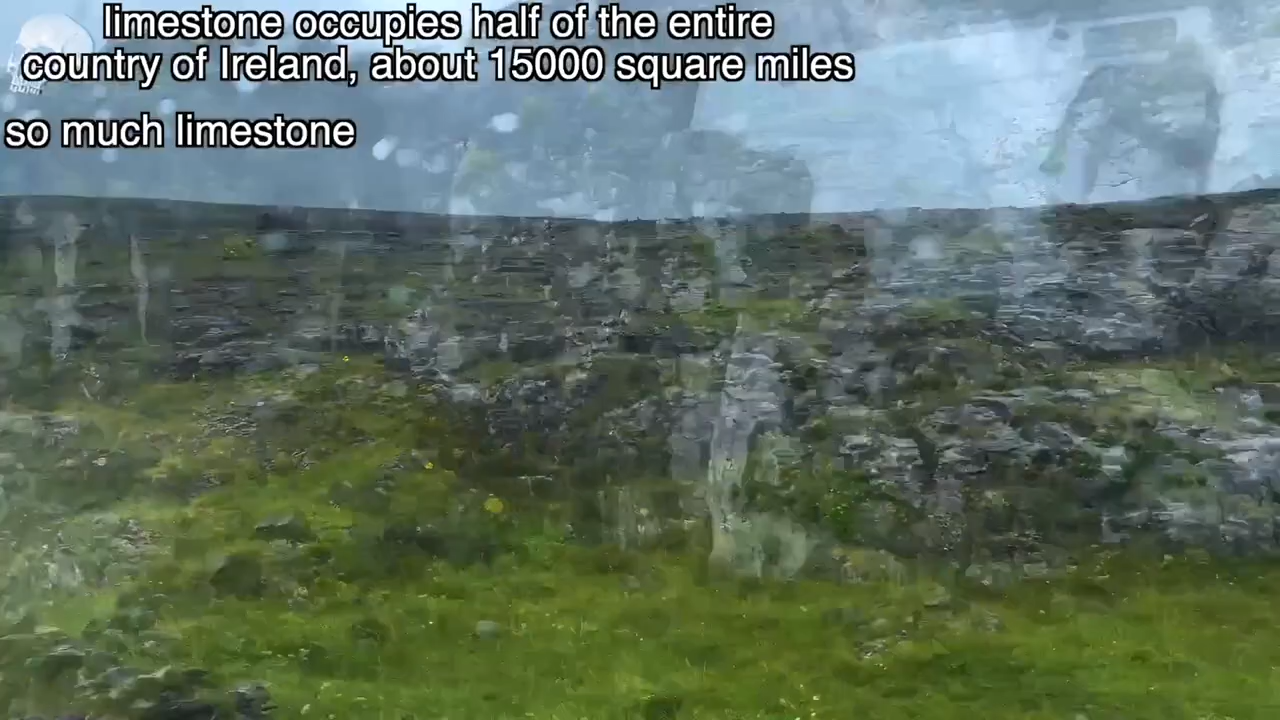 limestone occupies half of the entire
country of Ireland, about 15000 square miles
so much limestone